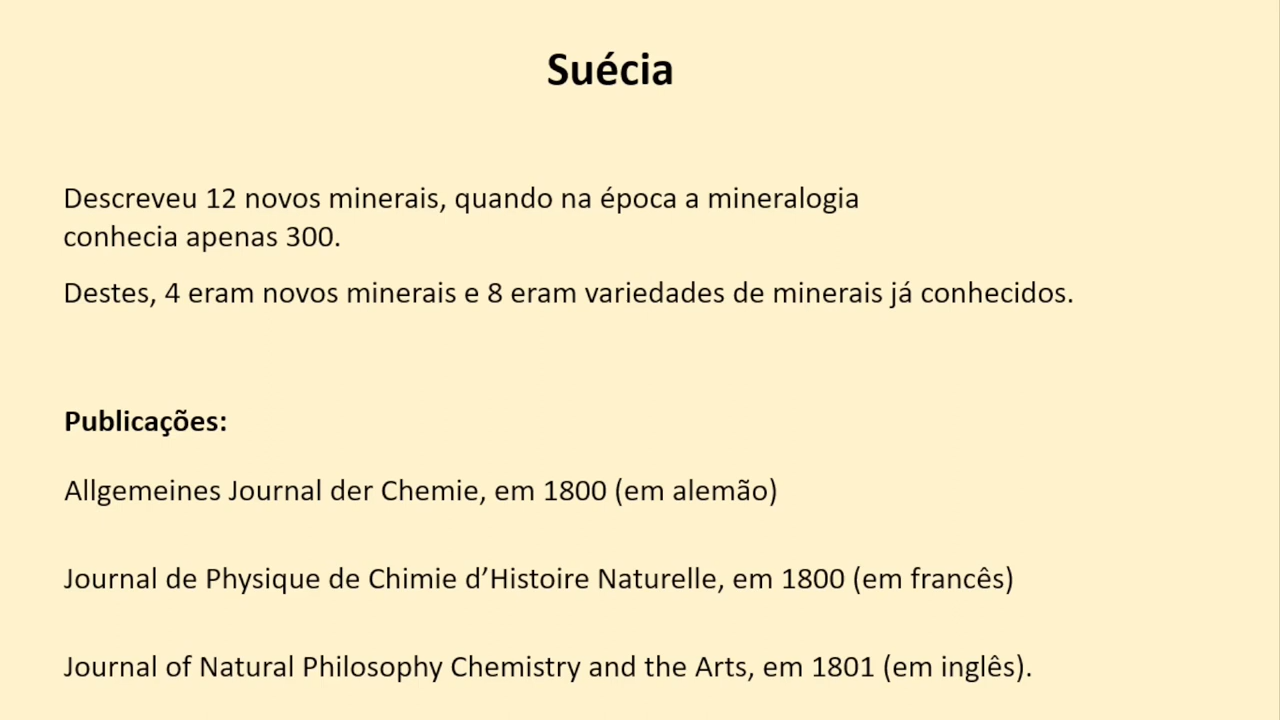 Suécia
Descreveu 12 novos minerais, quando na época a mineralogia
conhecia apenas 300.
Destes, 4 eram novos minerais e 8 eram variedades de minerais já conhecidos.
Publicações:
Allgemeines Journal der Chemie, em 1800 (em alemão)
Journal de Physique de Chimie d’Histoire Naturelle, em 1800 (em francês)
Journal of Natural Philosophy Chemistry and the Arts, em 1801 (em inglês).